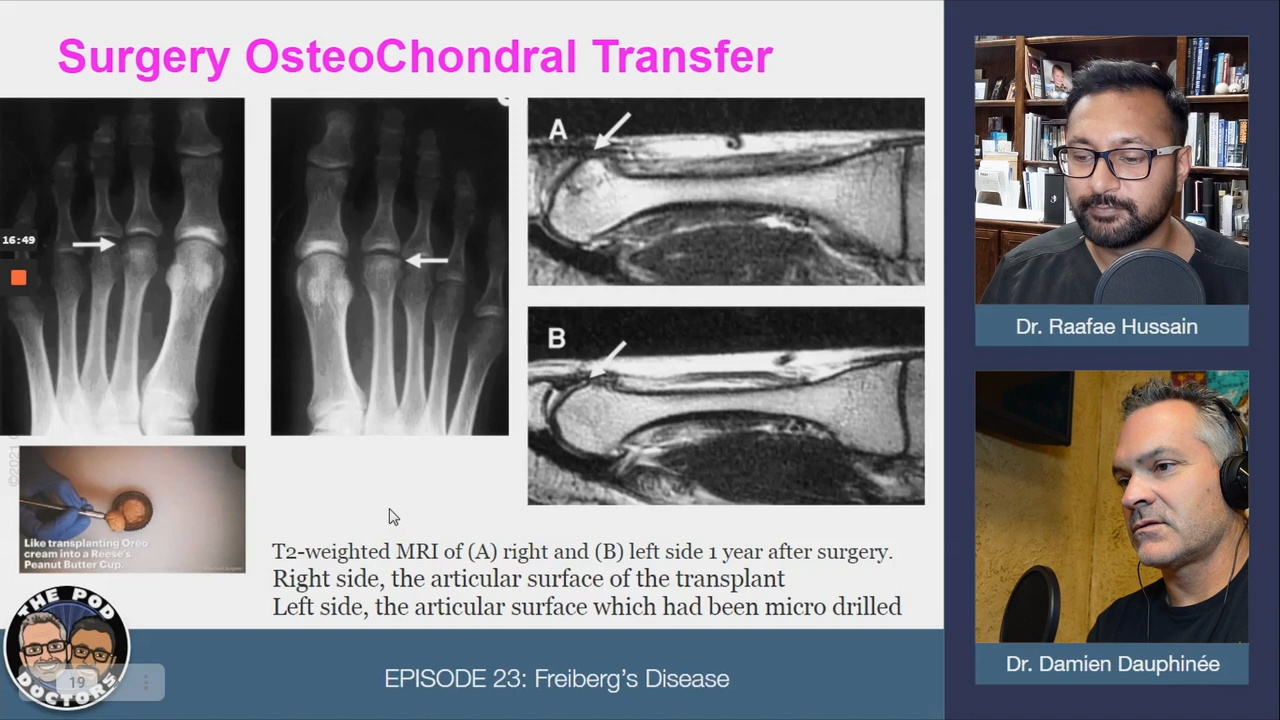 Surgery OsteoChondral Transfer
A
16:49
B
Like transplanting Oreo
cream into a Reese's
Peanut Butter Cup.
T2-weighted MRI of (A) right and (B) left side 1 year after surgery.
Right side, the articular surface of the transplant
Left side, the articular surface which had been micro drilled
THE POD
DOCTORS
19
EPISODE 23: Freiberg's Disease
Dr. Raafae Hussain
Dr. Damien Dauphinée